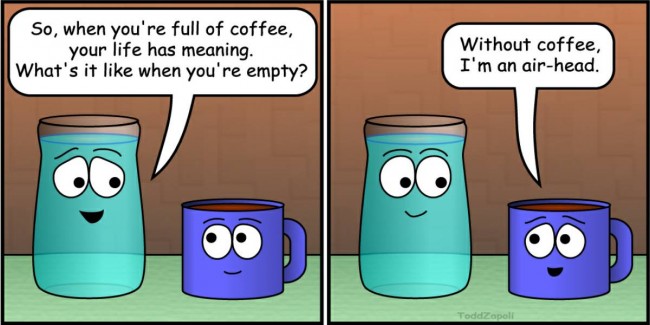 So, when you're full of coffee,
your life has meaning.
What's it like when you're empty?
Without coffee,
I'm an air-head.
ToddZapoli